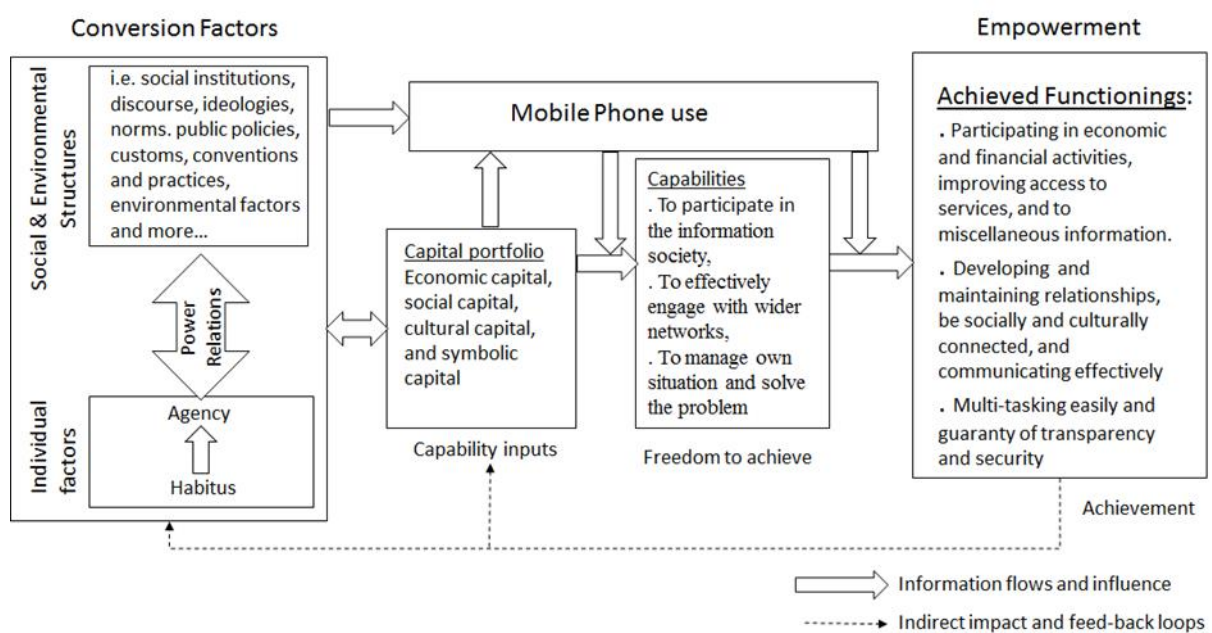 Conversion Factors
Empowerment
Social & Environmental
Structures
i.e. social institutions,
discourse, ideologies,
norms. public policies,
customs, conventions
and practices,
environmental factors
and more...
Power
Relations
Individual
factors
Agency
Habitus
Mobile Phone use
Capital portfolio
Economic capital,
social capital,
cultural capital,
and symbolic
capital
Capability inputs
Capabilities
. To participate in
the information
society,
. To effectively
engage with wider
networks,
. To manage own
situation and solve
the problem
Freedom to achieve
Achieved Functionings:
. Participating in economic
and financial activities,
improving access to
services, and to
miscellaneous information.
. Developing and
maintaining relationships,
be socially and culturally
connected, and
communicating effectively
. Multi-tasking easily and
guaranty of transparency
and security
Achievement
Information flows and influence
Indirect impact and feed-back loops